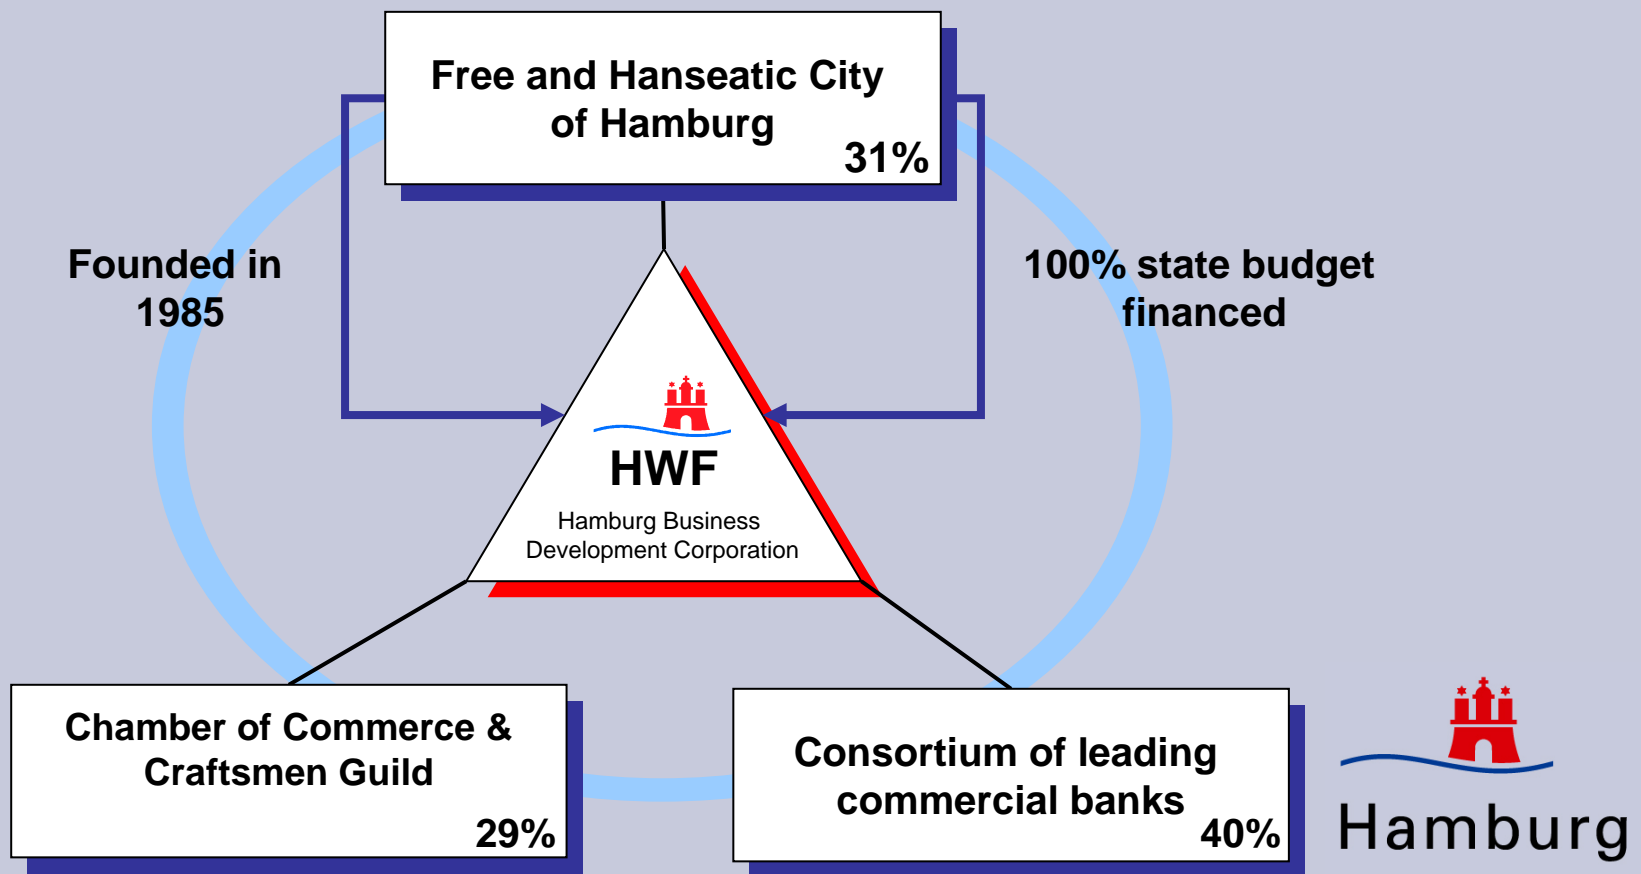 Free and Hanseatic City
of Hamburg
31%
Founded in
1985
100% state budget
financed
HWF
Hamburg Business
Development Corporation
Chamber of Commerce &
Craftsmen Guild
29%
Consortium of leading
commercial banks
40%
Hamburg